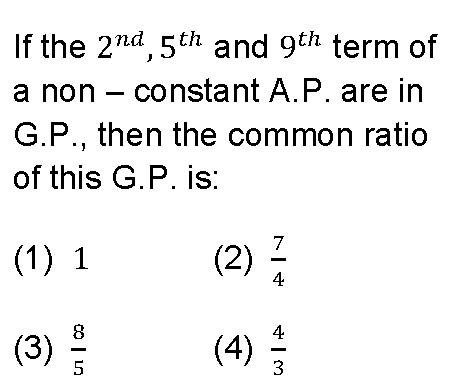 If the 2^{nd}, 5^{th} and 9^{th} term of
a non – constant A.P. are in
G.P., then the common ratio
of this G.P. is:
(1) 1 (2) \frac{7}{4}
(3) \frac{8}{5} (4) \frac{4}{3}